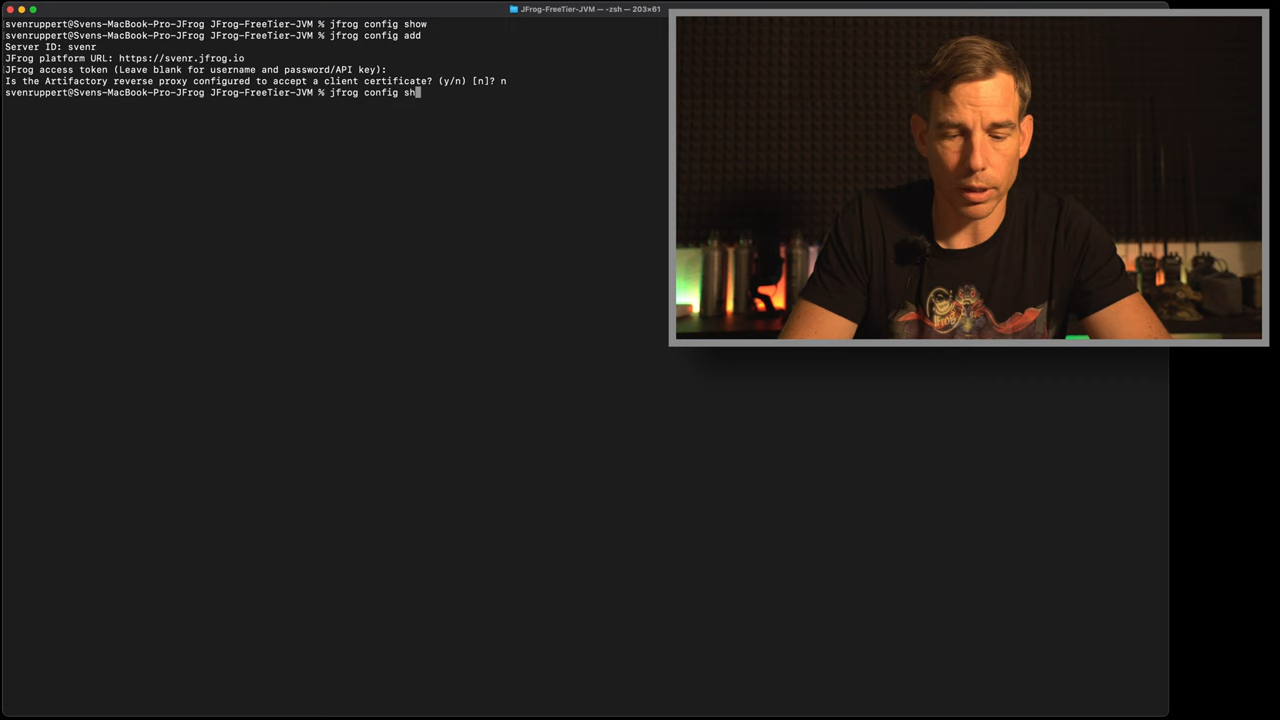 JFrog-FreeTier-JVM — -zsh — 203×61
svenruppert@Svens-MacBook-Pro-JFrog JFrog-FreeTier-JVM % jfrog config show
svenruppert@Svens-MacBook-Pro-JFrog JFrog-FreeTier-JVM % jfrog config add
Server ID: svenr
JFrog platform URL: https://svenr.jfrog.io
JFrog access token (Leave blank for username and password/API key):
Is the Artifactory reverse proxy configured to accept a client certificate? (y/n) [n]? n
svenruppert@Svens-MacBook-Pro-JFrog JFrog-FreeTier-JVM % jfrog config sh
JFrog